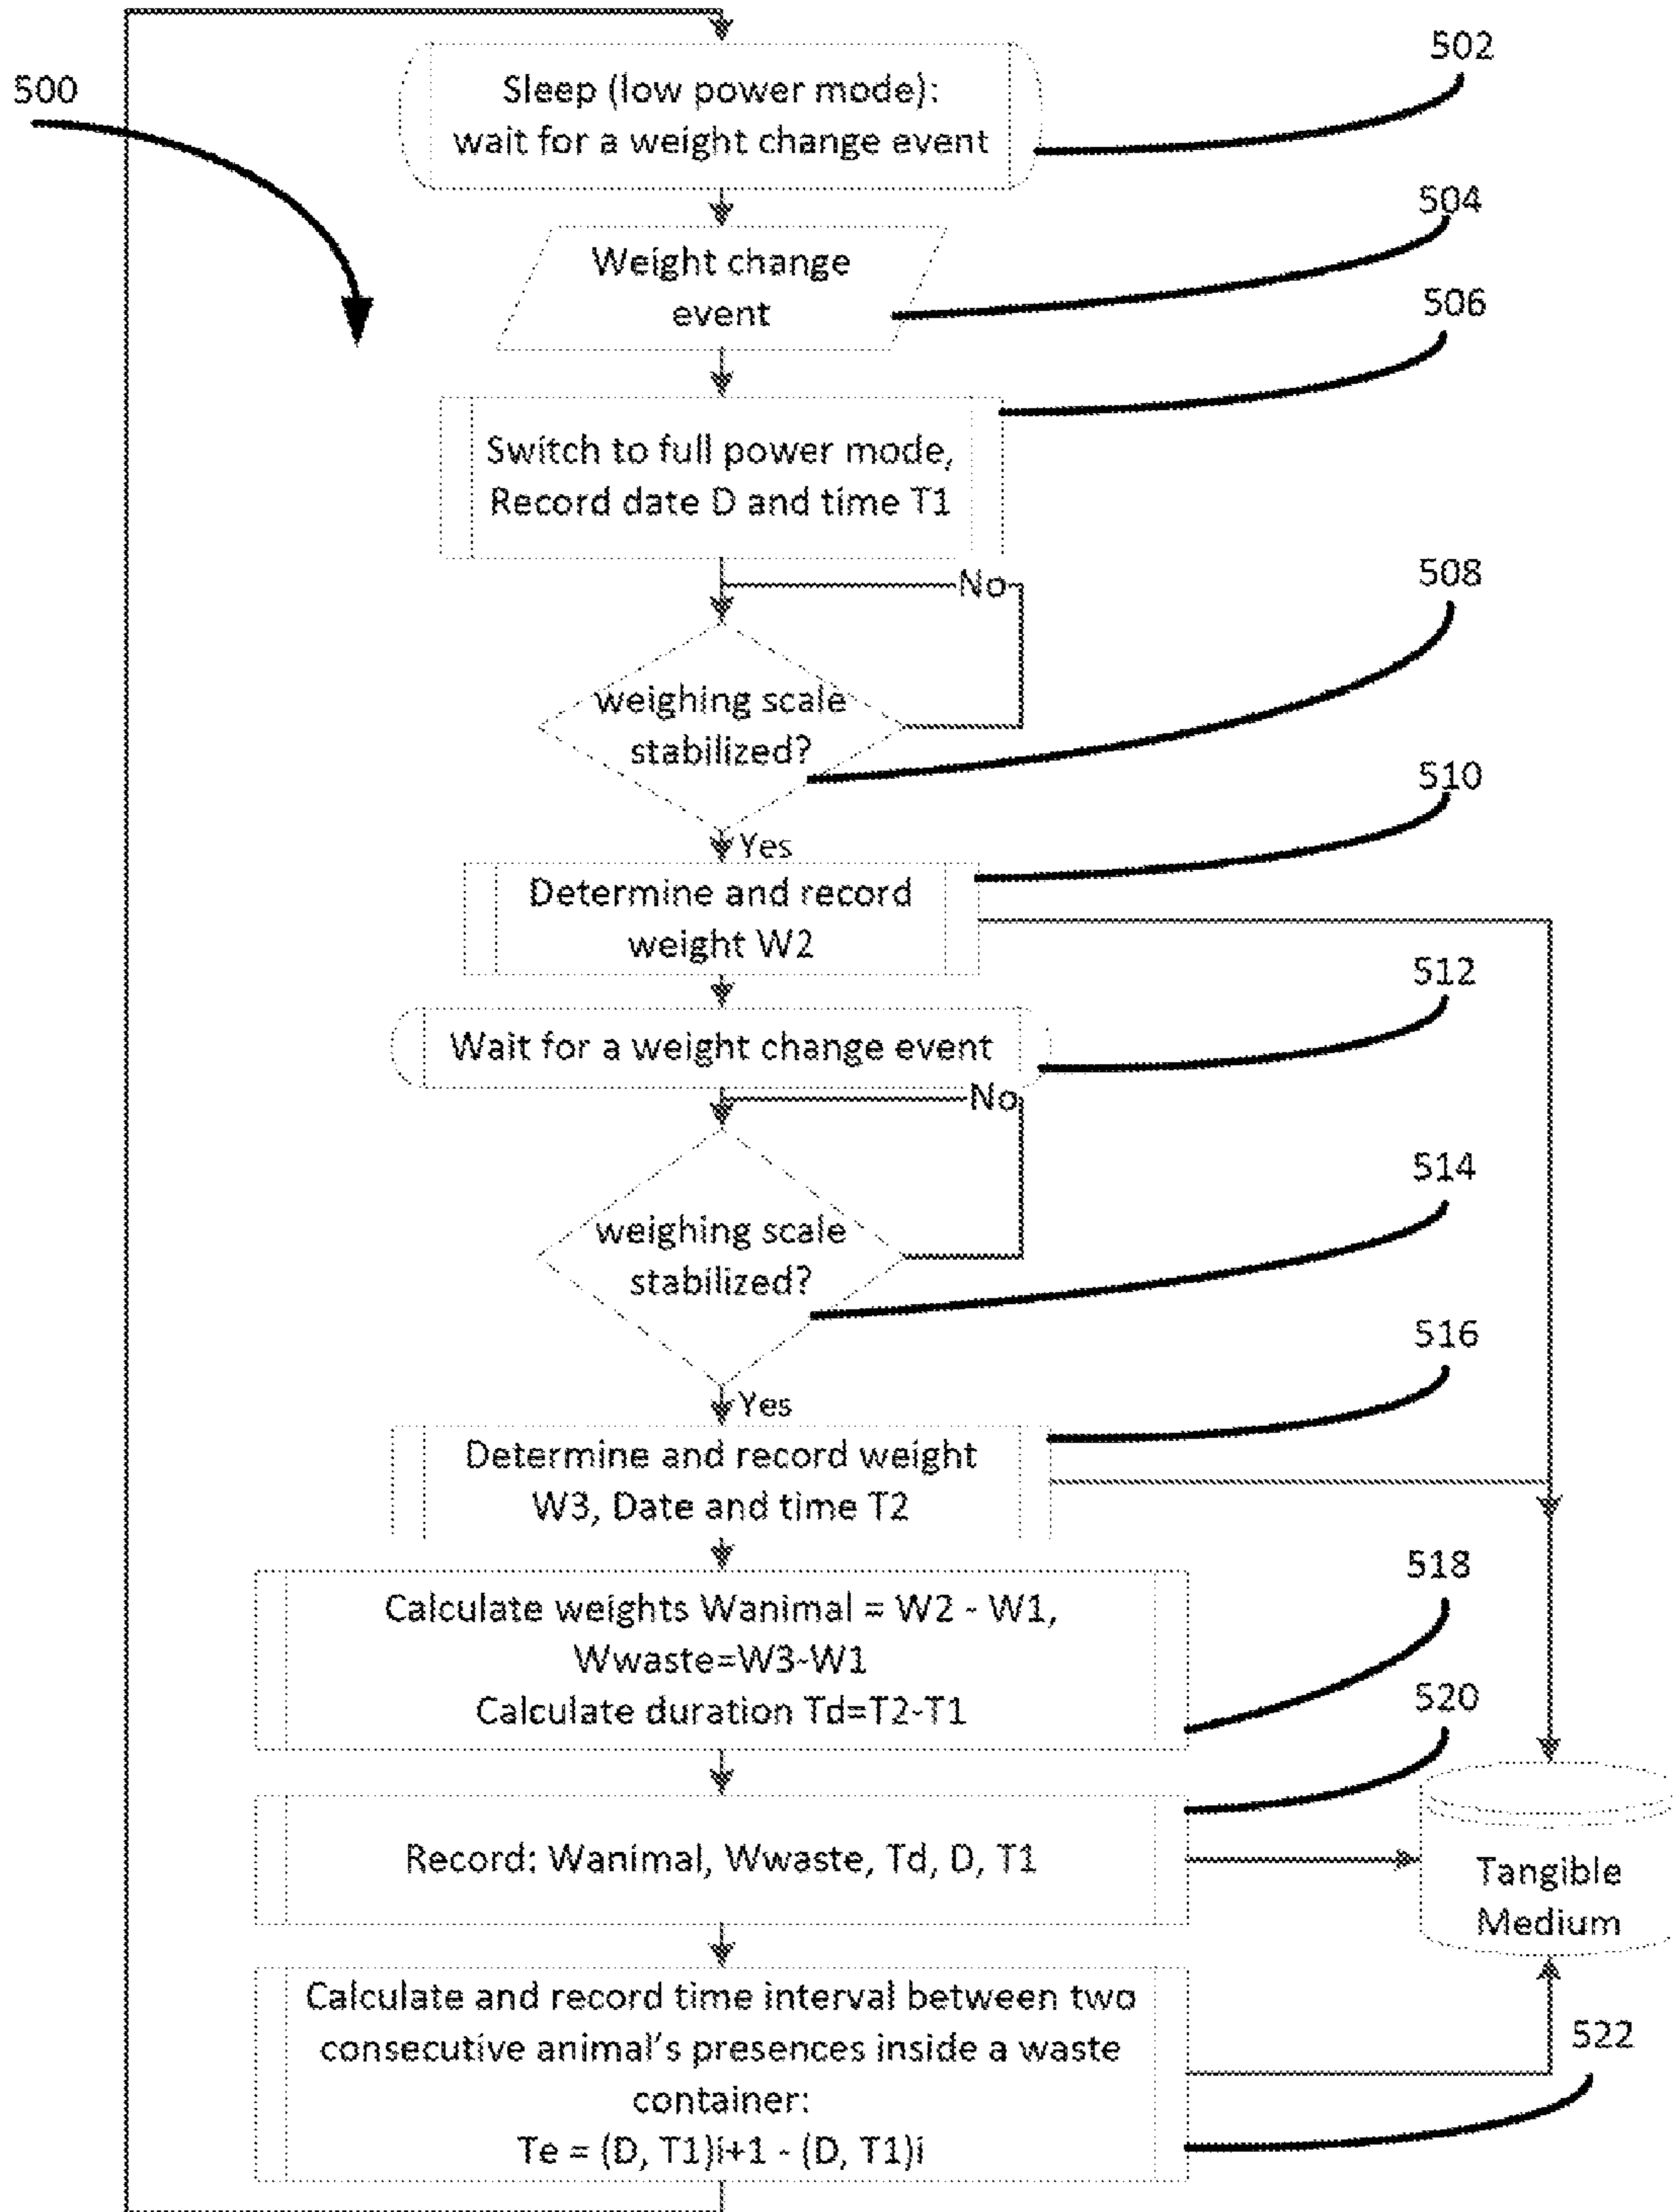 500
Sleep (low power mode):
wait for a weight change event
502
Weight change
event
504
Switch to full power mode,
Record date D and time T1
506
No
weighing scale
stabilized?
508
Yes
Determine and record
weight W2
510
Wait for a weight change event
512
No
weighing scale
stabilized?
514
Yes
Determine and record weight
W3, Date and time T2
516
Calculate weights Wanimal = W2 - W1,
Wwaste=W3-W1
Calculate duration Td=T2-T1
518
Record: Wanimal, Wwaste, Td, D, T1
520
Tangible
Medium
Calculate and record time interval between two
consecutive animal's presences inside a waste
container:
Te = (D, T1)i+1 - (D, T1)i
522